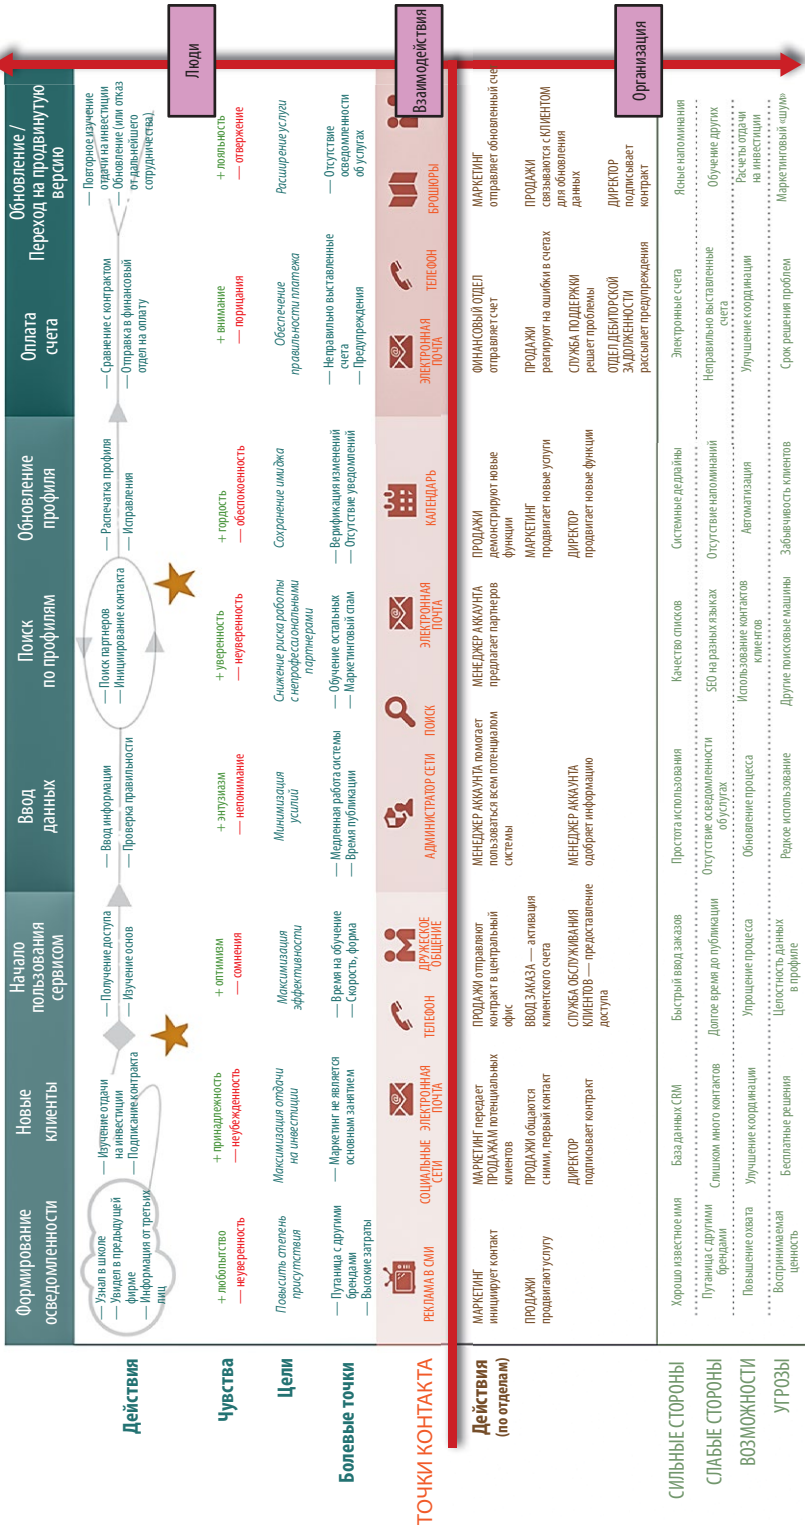 Формирование
осведомленности
Новые
клиенты
Начало
пользования
сервисом
Ввод
данных
Поиск
по профилям
Обновление
профиля
Оплата
счета
Обновление /
Переход на продвинутую
версию
Люди
Взаимодействия
Организация
Действия
— Узнал в школе
— Увидел в предыдущей
фирме
— Информация от третьих
лиц
— Изучение отдачи
на инвестиции
— Подписание контракта
— Получение доступа
— Изучение основ
— Ввод информации
— Проверка правильности
— Поиск партнеров
— Инициирование контакта
— Распечатка профиля
— Исправления
— Сравнение с контрактом
— Отправка в финансовый
отдел на оплату
— Повторное изучение
отдачи на инвестиции
— Обновление (или отказ
от дальнейшего
сотрудничества)
Чувства
+ любопытство
— неуверенность
+ принадлежность
— неубежденность
+ оптимизм
— сомнения
+ энтузиазм
— непонимание
+ уверенность
— неуверенность
+ гордость
— обеспокоенность
+ внимание
— порицания
+ лояльность
— отвержение
Цели
Повысить степень
присутствия
Максимизация отдачи
на инвестиции
Максимизация
эффективности
Минимизация
усилий
Снижение риска работы
с непрофессиональными
партнерами
Сохранение имиджа
Обеспечение
правильности платежа
Расширение услуги
Болевые точки
— Путаница с другими
брендами
— Высокие затраты
— Маркетинг не является
основным занятием
— Время на обучение
— Скорость, форма
— Медленная работа системы
— Время публикации
— Обучение остальных
— Маркетинговый спам
— Верификация изменений
— Отсутствие уведомлений
— Неправильно выставленные
счета
— Предупреждения
— Отсутствие
осведомленности
об услугах
ТОЧКИ КОНТАКТА
РЕКЛАМА В СМИ
СОЦИАЛЬНЫЕ
СЕТИ
ЭЛЕКТРОННАЯ
ПОЧТА
ТЕЛЕФОН
ДРУЖЕСКОЕ
ОБЩЕНИЕ
АДМИНИСТРАТОР СЕТИ
ПОИСК
ЭЛЕКТРОННАЯ
ПОЧТА
КАЛЕНДАРЬ
ЭЛЕКТРОННАЯ
ПОЧТА
ТЕЛЕФОН
БРОШЮРЫ
Действия
(по отделам)
МАРКЕТИНГ
инициирует контакт
ПРОДАЖИ
продвигают услугу
МАРКЕТИНГ передает
ПРОДАЖАМ потенциальных
клиентов
ПРОДАЖИ общаются
с ними, первый контакт
ДИРЕКТОР
подписывает контракт
ПРОДАЖИ отправляют
контракт в центральный
офис
ВВОД ЗАКАЗА — активация
клиентского счета
СЛУЖБА ОБСЛУЖИВАНИЯ
КЛИЕНТОВ — предоставление
доступа
МЕНЕДЖЕР АККАУНТА помогает
пользоваться всем потенциалом
системы
МЕНЕДЖЕР АККАУНТА
одобряет информацию
МЕНЕДЖЕР АККАУНТА
предлагает партнеров
ПРОДАЖИ
демонстрируют новые
функции
МАРКЕТИНГ
продвигает новые услуги
ДИРЕКТОР
продвигает новые функции
ФИНАНСОВЫЙ ОТДЕЛ
отправляет счет
ПРОДАЖИ
реагируют на ошибки в счетах
СЛУЖБА ПОДДЕРЖКИ
решает проблемы
ОТДЕЛ ДЕБИТОРСКОЙ
ЗАДОЛЖЕННОСТИ
рассылает предупреждения
МАРКЕТИНГ
отправляет обновленный счет
ПРОДАЖИ
связываются с КЛИЕНТОМ
для обновления
данных
ДИРЕКТОР
подписывает
контракт
СИЛЬНЫЕ СТОРОНЫ
Хорошо известное имя
База данных CRM
Быстрый ввод заказов
Простота использования
Качество списков
Системные дедлайны
Электронные счета
Ясные напоминания
СЛАБЫЕ СТОРОНЫ
Путаница с другими
брендами
Слишком много контактов
Долгое время до публикации
Отсутствие осведомленности
об услугах
SEO на разных языках
Отсутствие напоминаний
Неправильно выставленные
счета
Обучение других
ВОЗМОЖНОСТИ
Повышение охвата
Улучшение координации
Упрощение процесса
Обновление процесса
Использование контактов
клиентов
Автоматизация
Улучшение координации
Расчеты отдачи
на инвестиции
УГРОЗЫ
Воспринимаемая
ценность
Бесплатные решения
Целостность данных
в профиле
Редкое использование
Другие поисковые машины
Забывчивость клиентов
Срок решения проблем
Маркетинговый «шум»